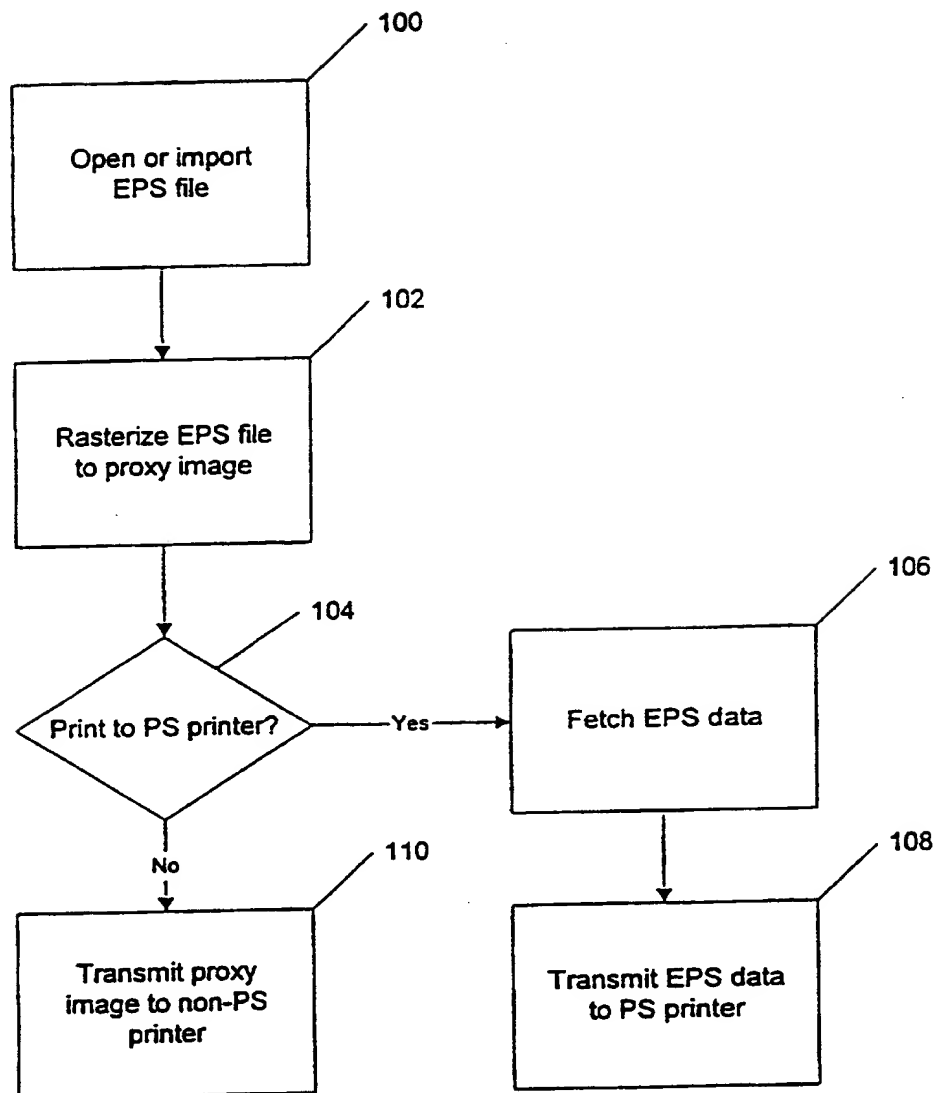 100
Open or import
EPS file
102
Rasterize EPS file
to proxy image
104
Print to PS printer?
Yes
106
Fetch EPS data
No
110
Transmit proxy
image to non-PS
printer
108
Transmit EPS data
to PS printer